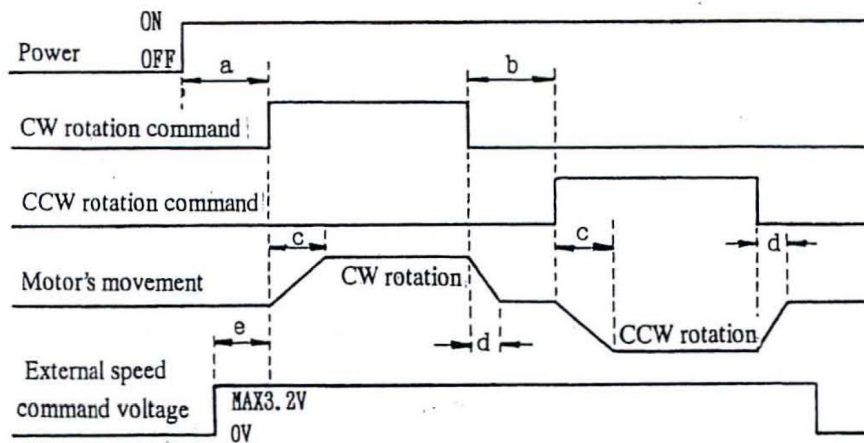 ON
Power OFF
a b
CW rotation command
CCW rotation command
c c d
Motor's movement CW rotation
d CCW rotation
e
External speed
command voltage MAX3.2V
0V